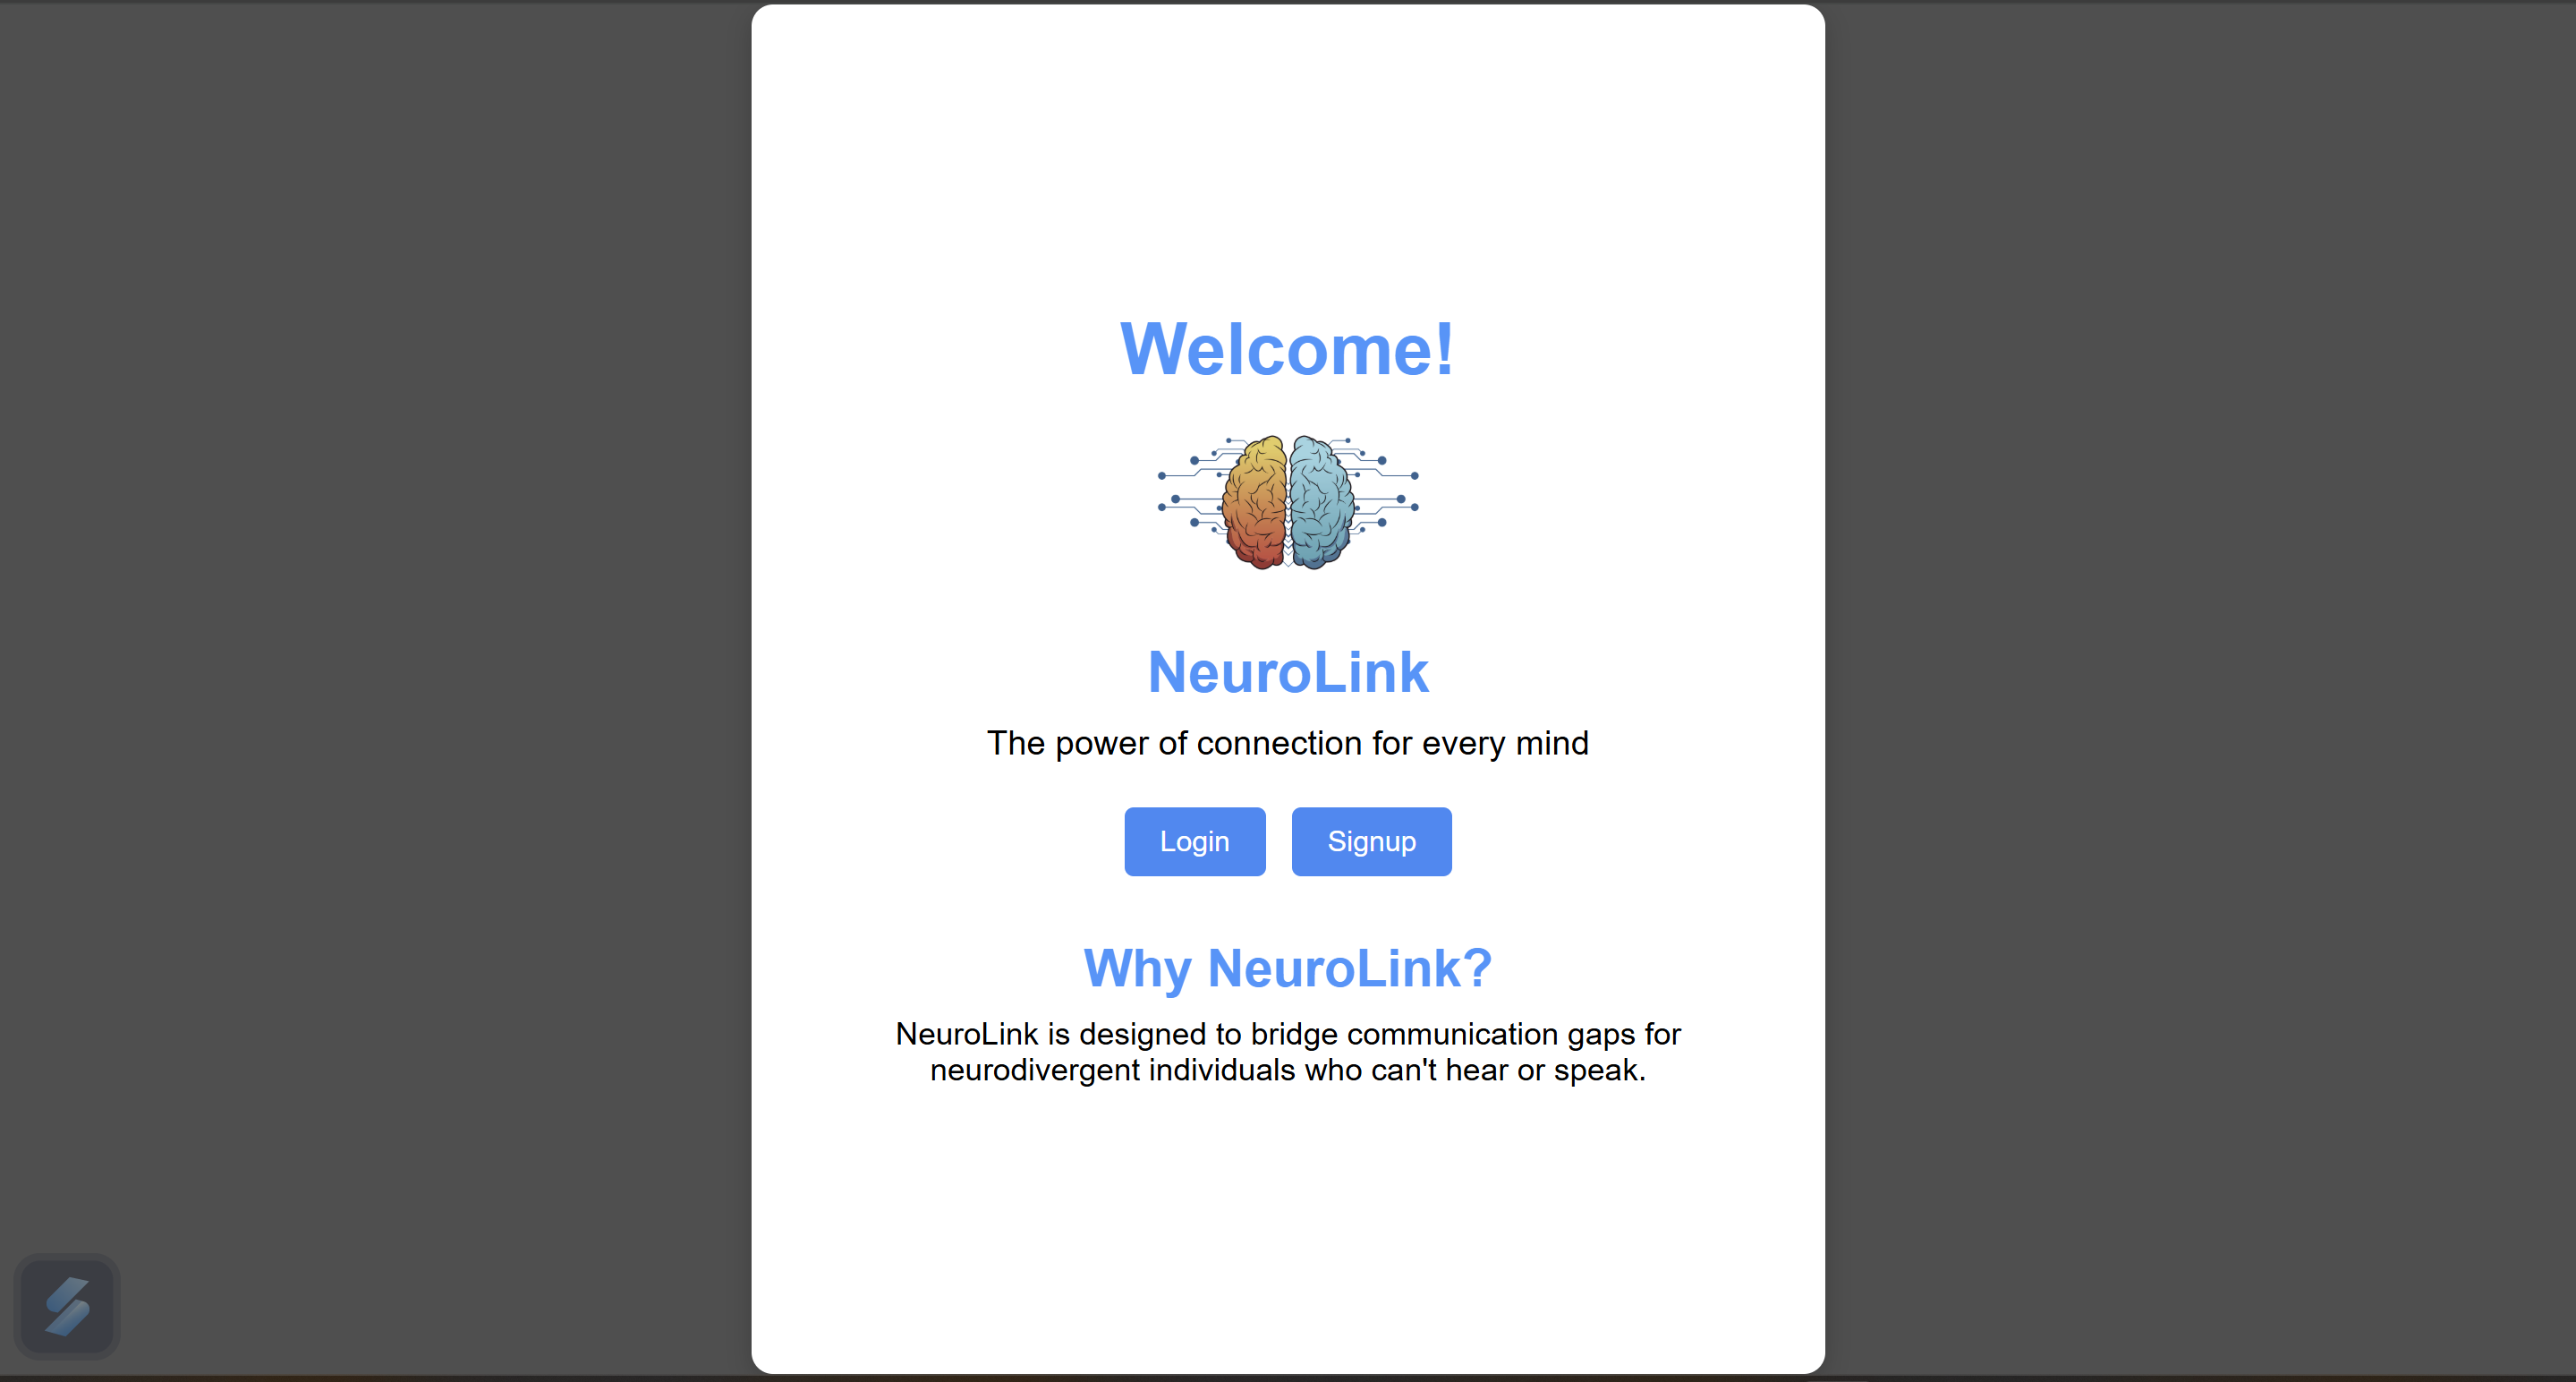 Welcome!
NeuroLink
The power of connection for every mind
Login
Signup
Why NeuroLink?
NeuroLink is designed to bridge communication gaps for
neurodivergent individuals who can't hear or speak.